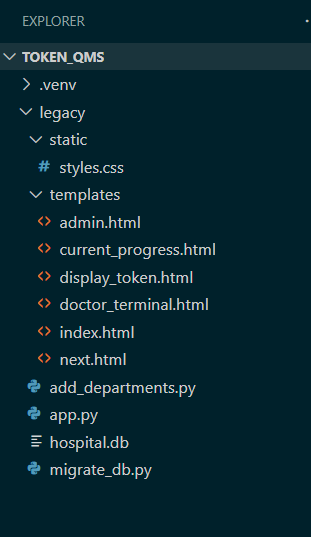 EXPLORER
TOKEN_QMS
.venv
legacy
static
styles.css
templates
admin.html
current_progress.html
display_token.html
doctor_terminal.html
index.html
next.html
add_departments.py
app.py
hospital.db
migrate_db.py